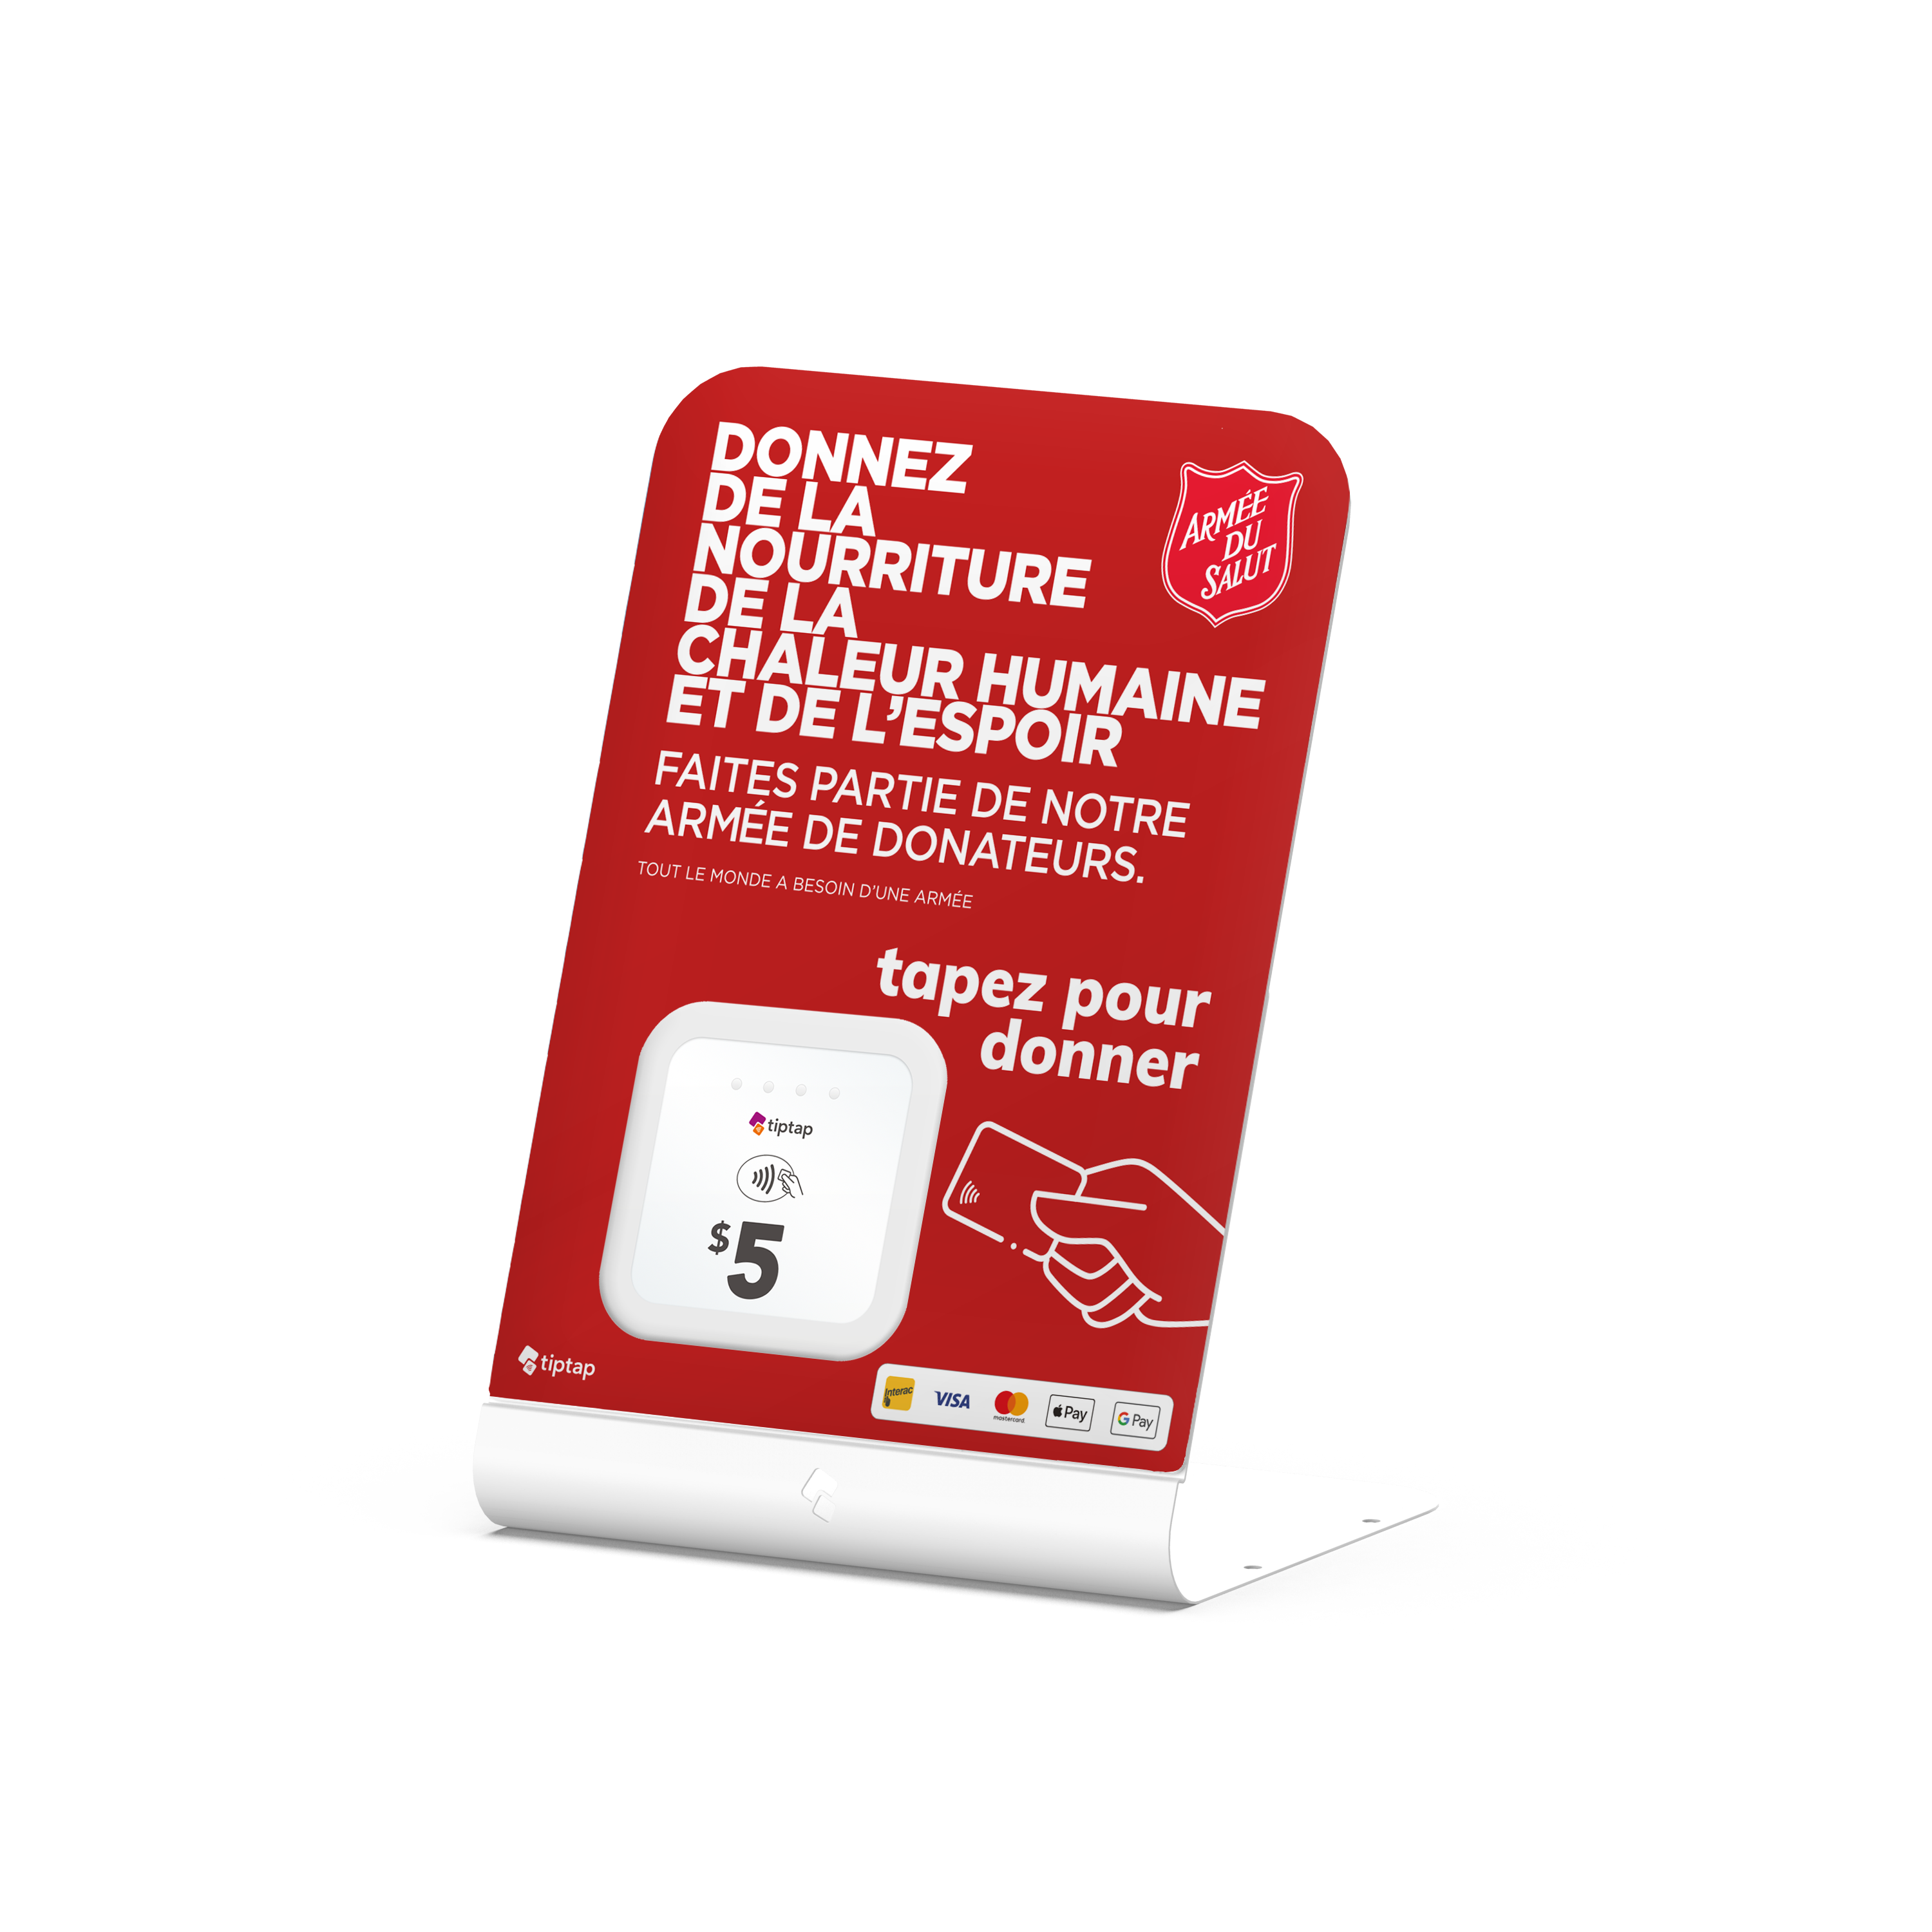 DONNEZ
DE LA
NOURRITURE
DE LA
CHALEUR HUMAINE
ET DE L'ESPOIR
ARMÉE
DU
SALUT
FAITES PARTIE DE NOTRE
ARMÉE DE DONATEURS.
TOUT LE MONDE A BESOIN D'UNE ARMÉE
tapez pour
donner
tiptap
$5
tiptap
Interac
VISA
mastercard
Pay
G Pay